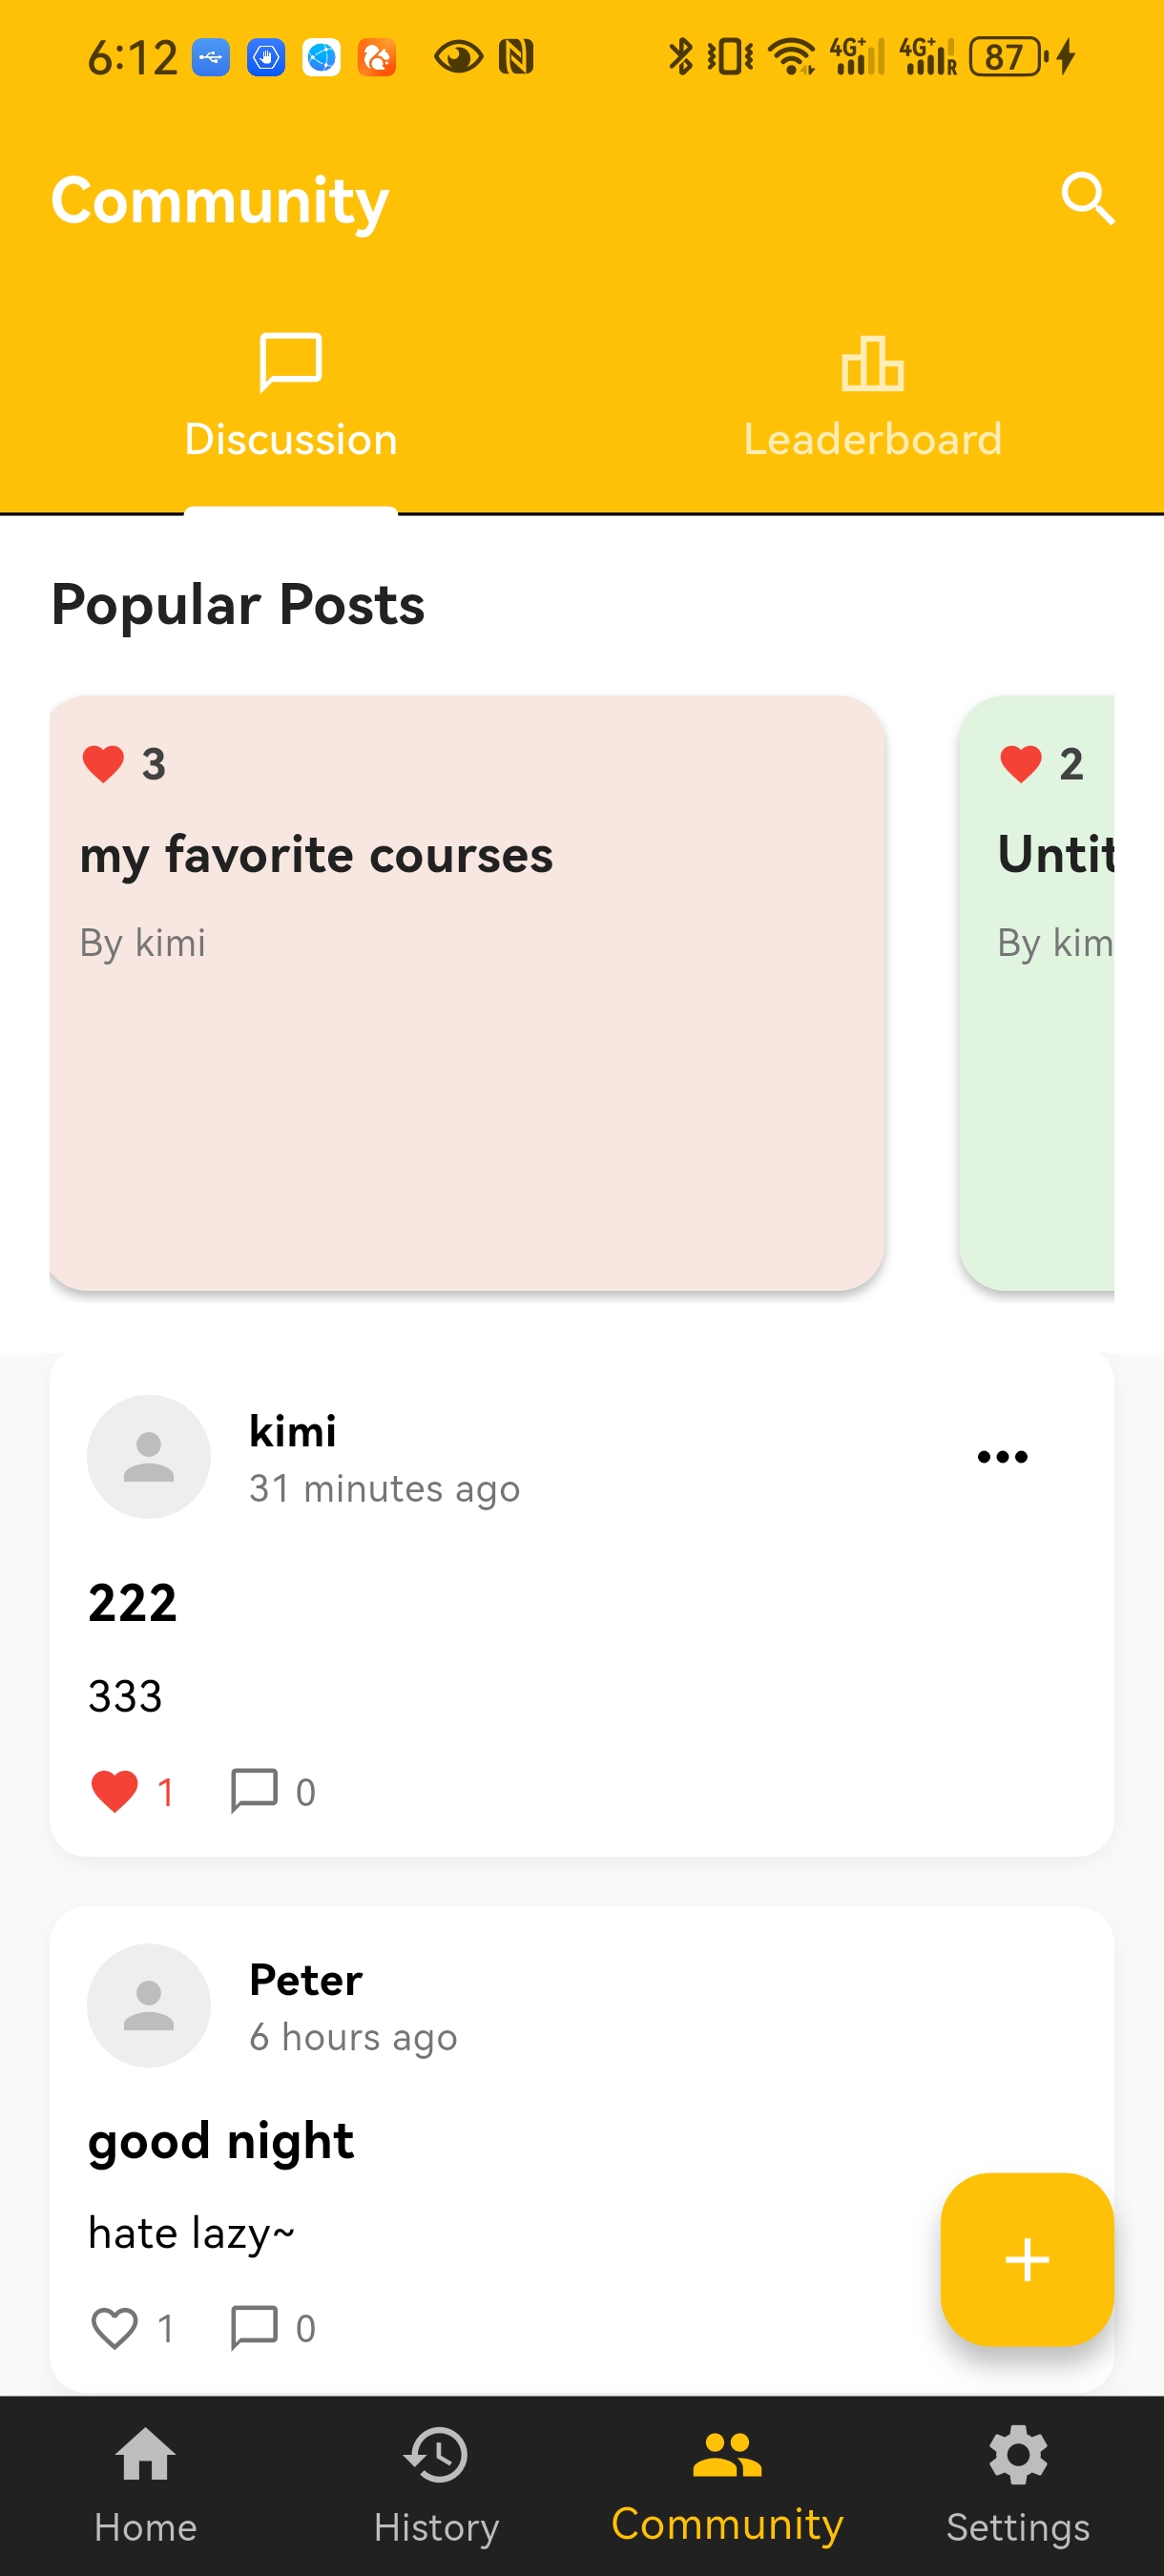 6:12 4G+ 4G+ R 87
Community
Discussion Leaderboard
Popular Posts
3
my favorite courses
By kimi
2
Untit
By kim
kimi
31 minutes ago
222
333
1 0
Peter
6 hours ago
good night
hate lazy~
1 0
Home History Community Settings